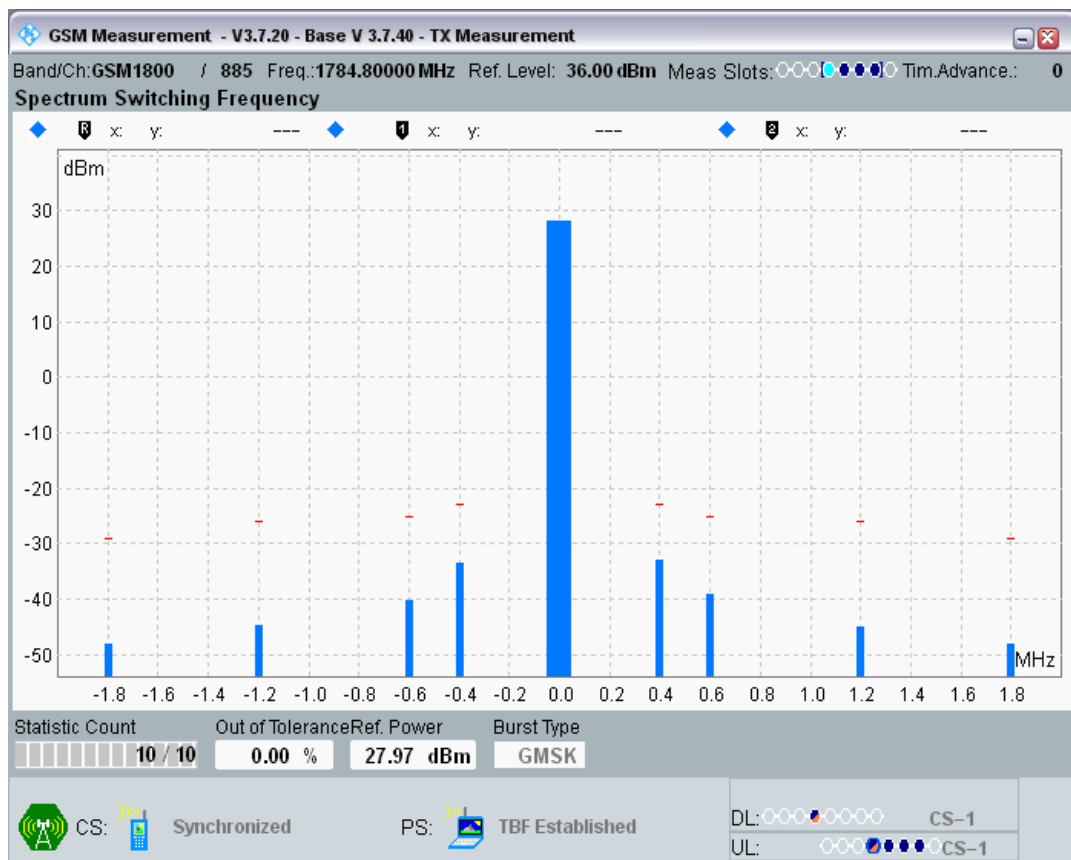 GSM Measurement - V3.7.20 - Base V 3.7.40 - TX Measurement
Band/Ch:GSM1800 / 885 Freq.:1784.80000 MHz Ref. Level: 36.00 dBm Meas Slots: Tim.Advance.: 0
Spectrum Switching Frequency
R x: y: --- 1 x: y: --- 2 x: y: ---
dBm
30
20
10
0
-10
-20
-30
-40
-50
MHz
-1.8 -1.6 -1.4 -1.2 -1.0 -0.8 -0.6 -0.4 -0.2 0.0 0.2 0.4 0.6 0.8 1.0 1.2 1.4 1.6 1.8
Statistic Count Out of Tolerance Ref. Power Burst Type
10 / 10 0.00 % 27.97 dBm GMSK
CS: Synchronized PS: TBF Established
DL: CS-1
UL: CS-1